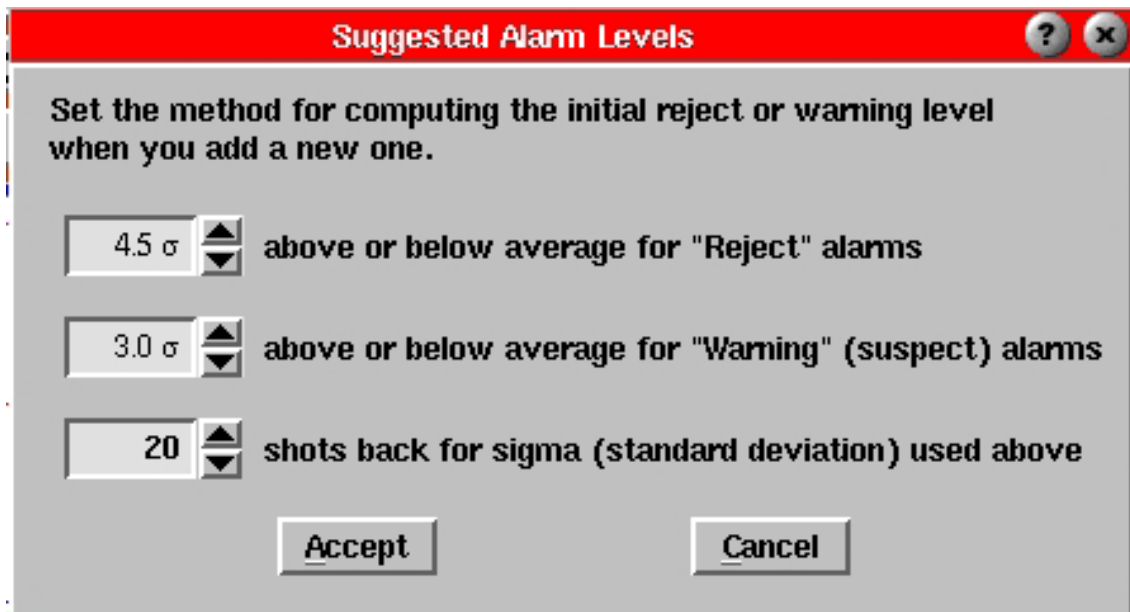 Suggested Alarm Levels
Set the method for computing the initial reject or warning level
when you add a new one.
4.5 σ above or below average for "Reject" alarms
3.0 σ above or below average for "Warning" (suspect) alarms
20 shots back for sigma (standard deviation) used above
Accept Cancel